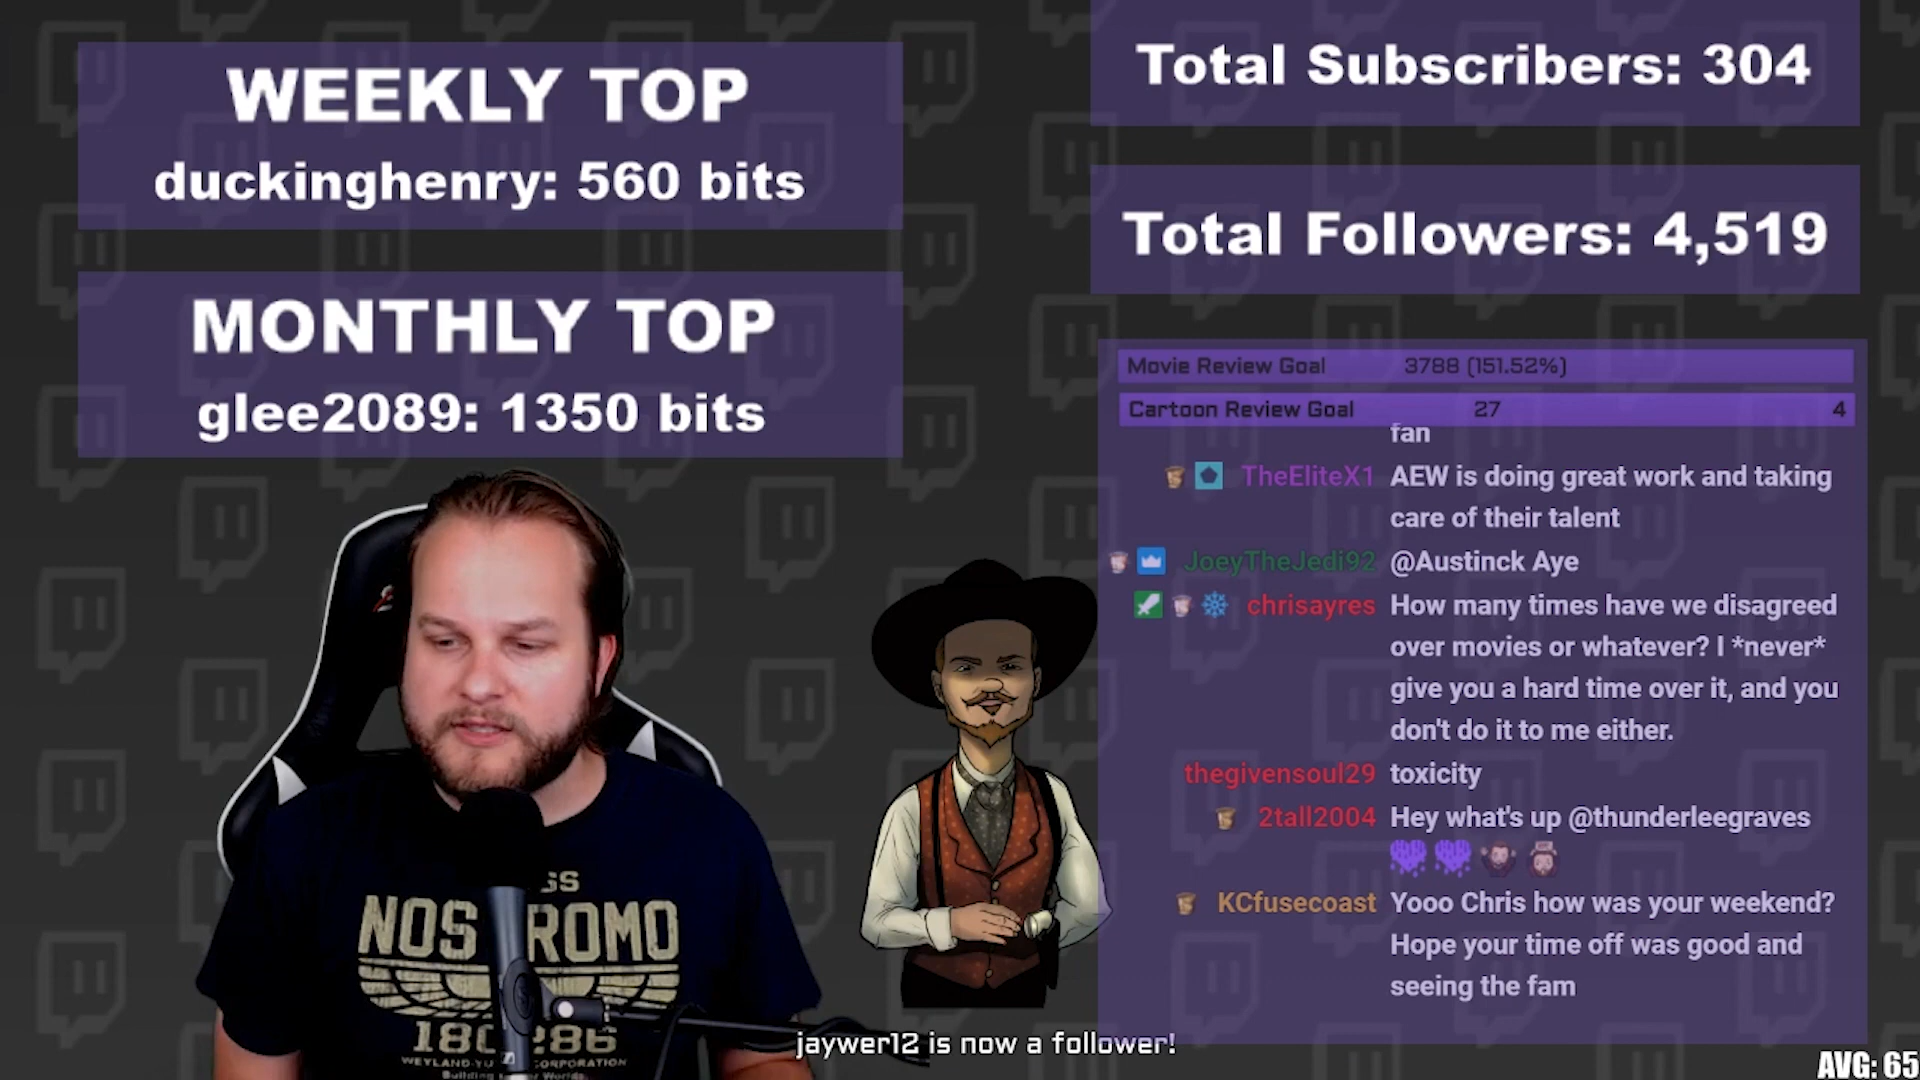 WEEKLY TOP
duckinghenry: 560 bits
MONTHLY TOP
glee2089: 1350 bits
Total Subscribers: 304
Total Followers: 4,519
Movie Review Goal 3788 (151.52%)
Cartoon Review Goal 27 4
fan
TheEliteX1 AEW is doing great work and taking
care of their talent
JoeyTheJedi92 @Austinck Aye
chrisayres How many times have we disagreed
over movies or whatever? I *never*
give you a hard time over it, and you
don't do it to me either.
thegivensoul29 toxicity
2tall2004 Hey what's up @thunderleegraves
KCfusecoast Yooo Chris how was your weekend?
Hope your time off was good and
seeing the fam
jaywer12 is now a follower!
AVG: 65